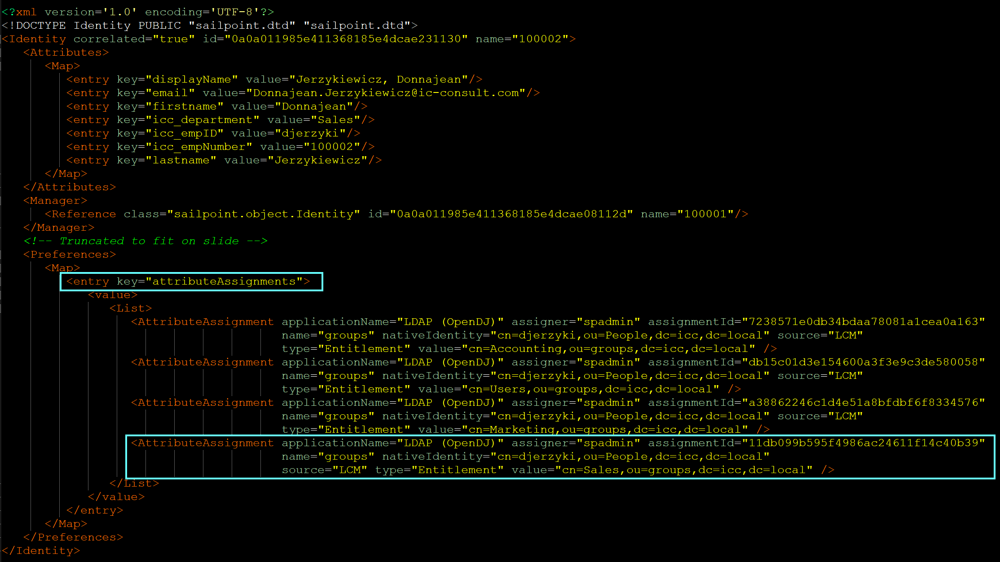 <?xml version='1.0' encoding='UTF-8'?>
<!DOCTYPE Identity PUBLIC "sailpoint.dtd" "sailpoint.dtd">
<Identity correlated="true" id="0a0a011985e411368185e4dcae231130" name="100002">
<Attributes>
<Map>
<entry key="displayName" value="Jerzykiewicz, Donnajean"/>
<entry key="email" value="Donnajean.Jerzykiewicz@ic-consult.com"/>
<entry key="firstname" value="Donnajean"/>
<entry key="icc_department" value="Sales"/>
<entry key="icc_empID" value="djerzyki"/>
<entry key="icc_empNumber" value="100002"/>
<entry key="lastname" value="Jerzykiewicz"/>
</Map>
</Attributes>
<Manager>
<Reference class="sailpoint.object.Identity" id="0a0a011985e411368185e4dcae08112d" name="100001"/>
</Manager>
<!-- Truncated to fit on slide -->
<Preferences>
<Map>
<entry key="attributeAssignments">
<value>
<List>
<AttributeAssignment applicationName="LDAP (OpenDJ)" assigner="spadmin" assignmentId="7238571e0db34bdaa78081a1cea0a163"
name="groups" nativeIdentity="cn=djerzyki,ou=People,dc=icc,dc=local" source="LCM"
type="Entitlement" value="cn=Accounting,ou=groups,dc=icc,dc=local" />
<AttributeAssignment applicationName="LDAP (OpenDJ)" assigner="spadmin" assignmentId="db15c01d3e154600a3f3e9c3de580058"
name="groups" nativeIdentity="cn=djerzyki,ou=People,dc=icc,dc=local" source="LCM"
type="Entitlement" value="cn=Users,ou=groups,dc=icc,dc=local" />
<AttributeAssignment applicationName="LDAP (OpenDJ)" assigner="spadmin" assignmentId="a38862246c1d4e51a8bfdbf6f8334576"
name="groups" nativeIdentity="cn=djerzyki,ou=People,dc=icc,dc=local" source="LCM"
type="Entitlement" value="cn=Marketing,ou=groups,dc=icc,dc=local" />
<AttributeAssignment applicationName="LDAP (OpenDJ)" assigner="spadmin" assignmentId="11db099b595f4986ac24611f14c40b39"
name="groups" nativeIdentity="cn=djerzyki,ou=People,dc=icc,dc=local"
source="LCM" type="Entitlement" value="cn=Sales,ou=groups,dc=icc,dc=local" />
</List>
</value>
</entry>
</Map>
</Preferences>
</Identity>